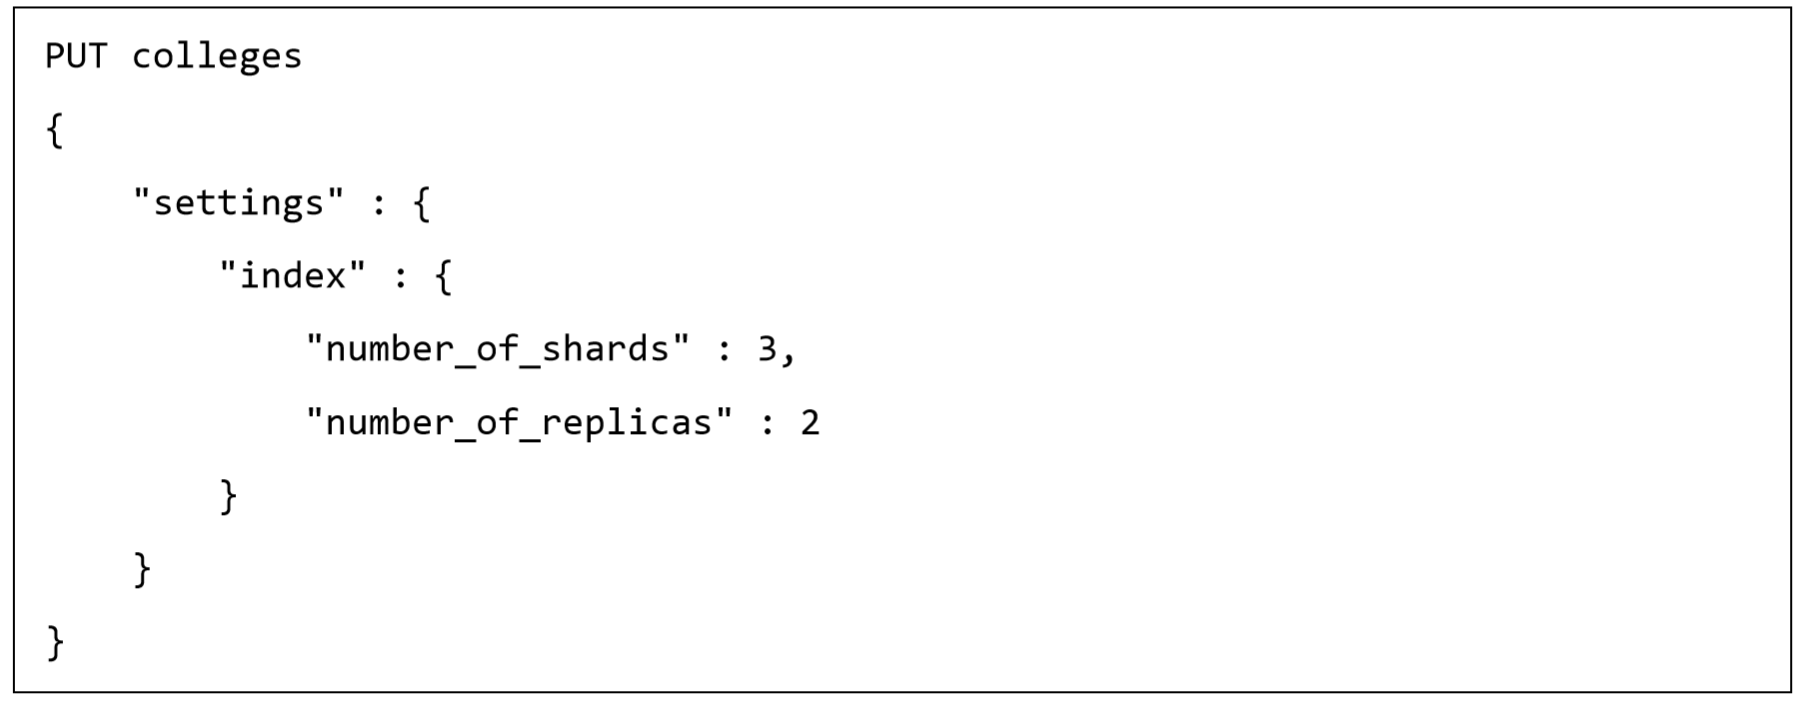 PUT colleges
{
"settings" : {
"index" : {
"number_of_shards" : 3,
"number_of_replicas" : 2
}
}
}